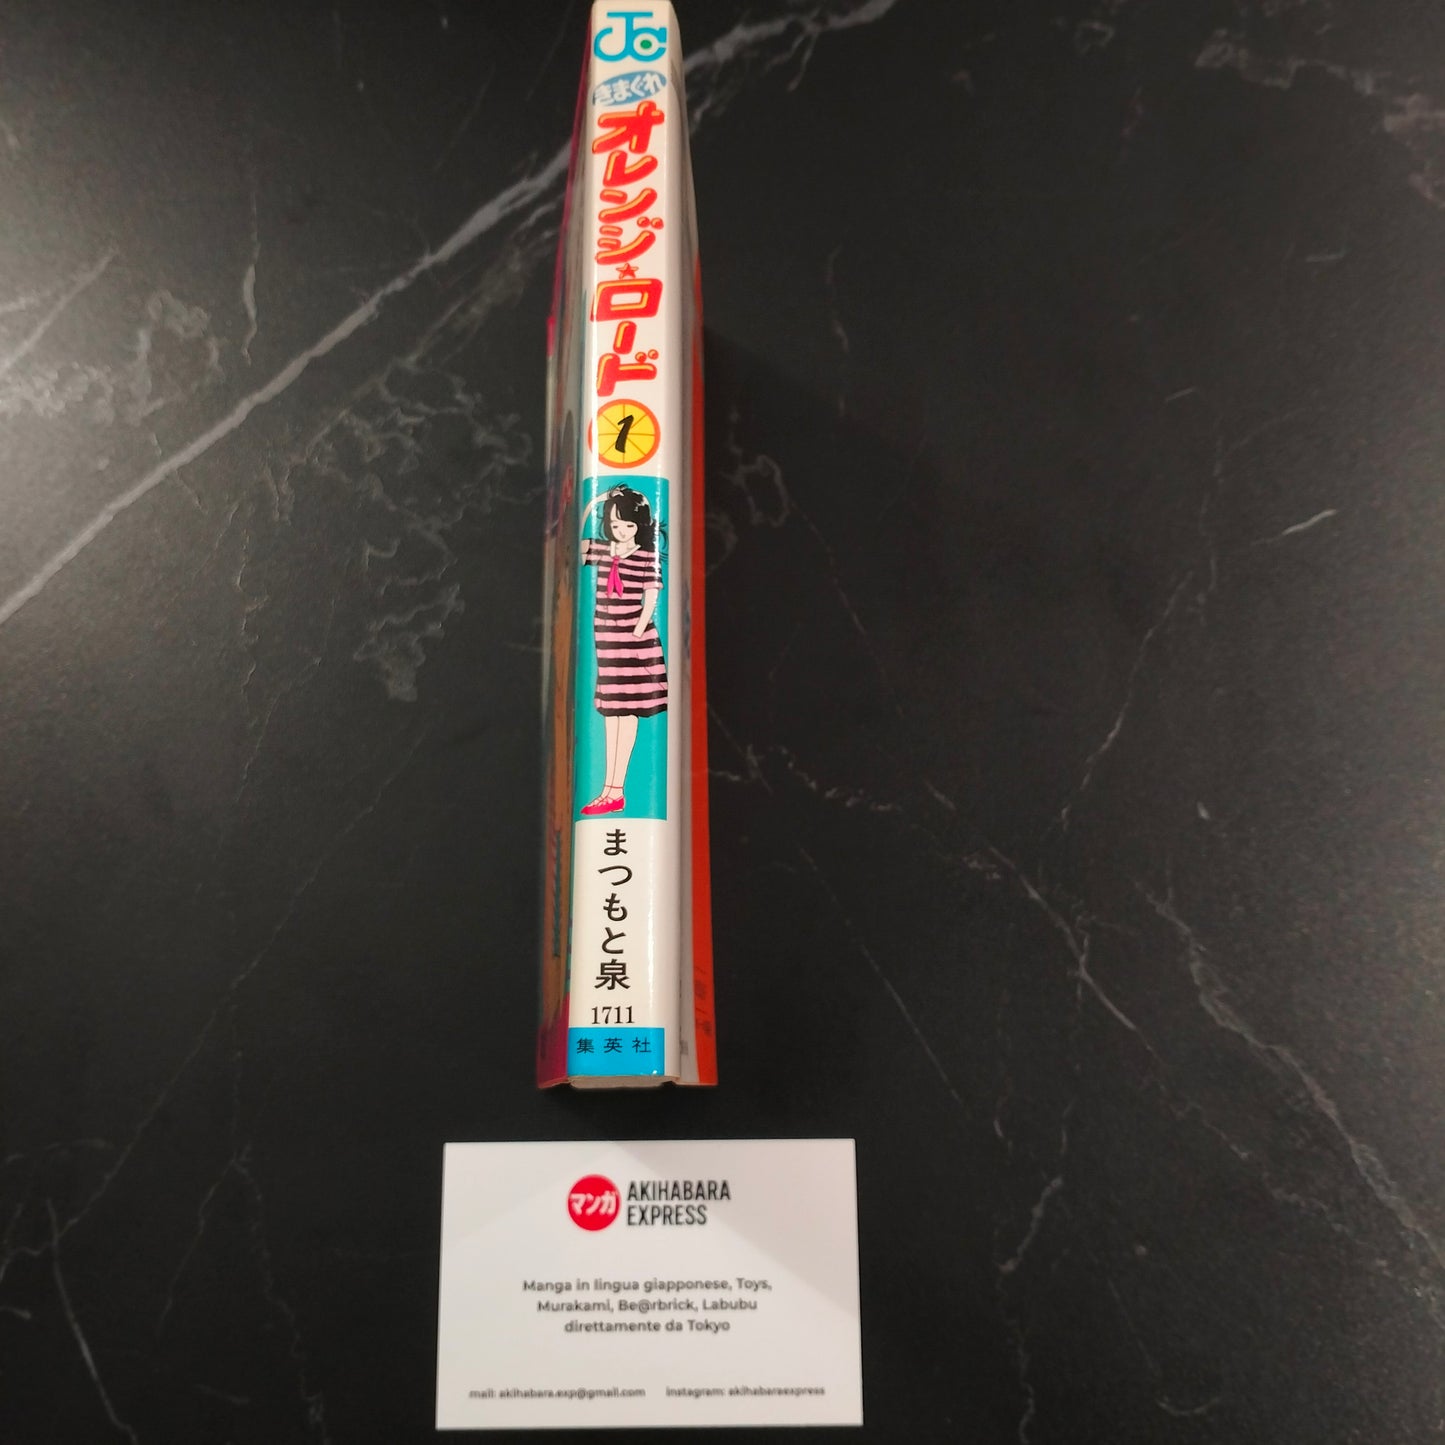 JC
きまぐれ
オレンジ☆ロード
1
まつもと泉
1711
集英社
マンガ
AKIHABARA
EXPRESS
Manga in lingua giapponese, Toys,
Murakami, Be@rbrick, Labubu
direttamente da Tokyo
mail: akihabara.exp@gmail.com instagram: akihabaraexpress